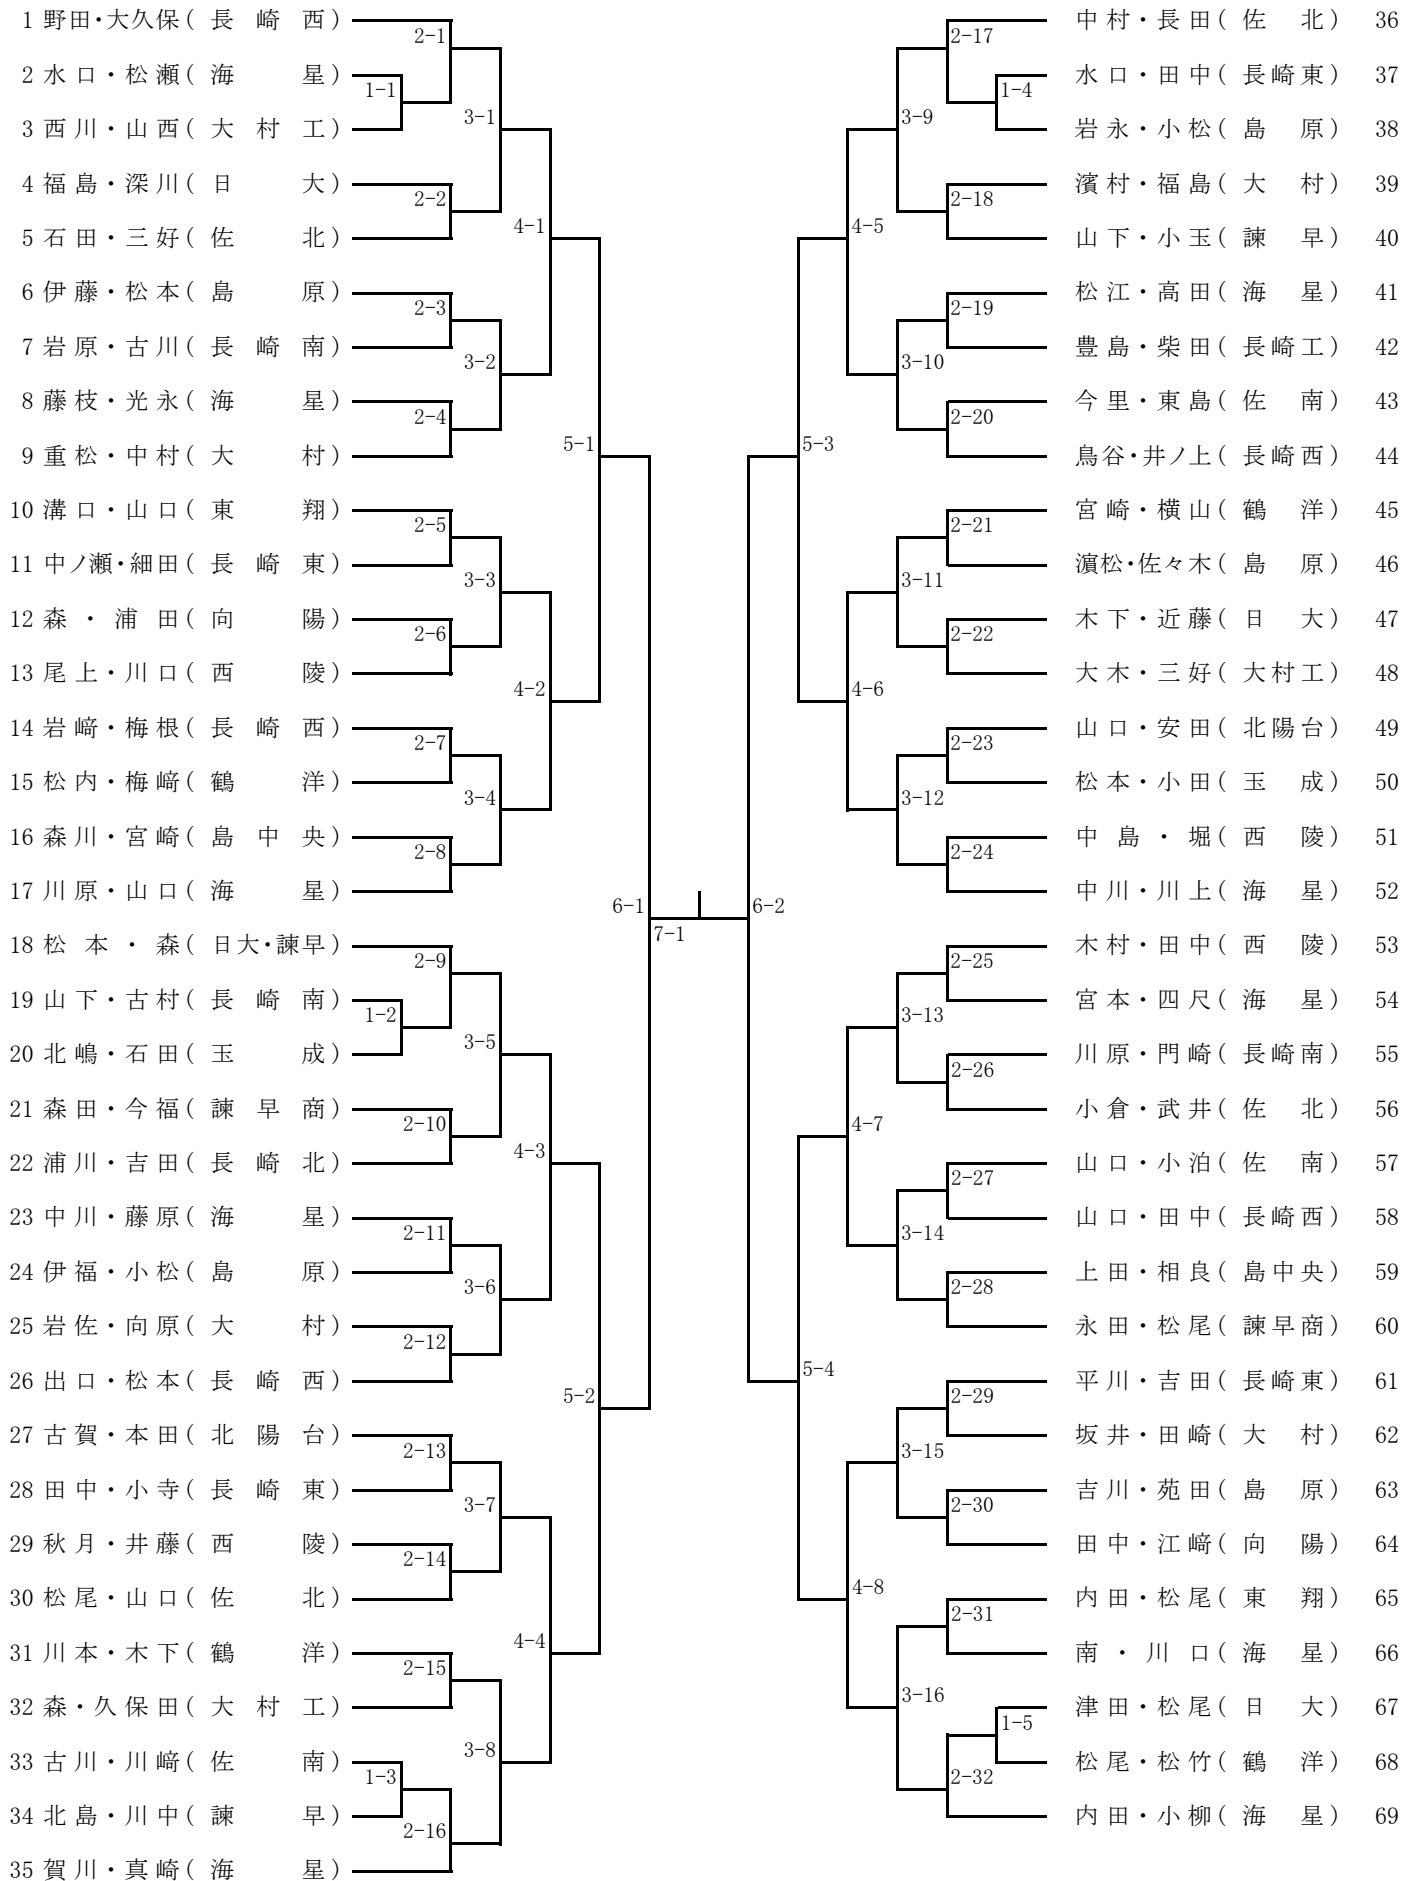 1 野田・大久保( 長 崎 西 )
2-1
2 水 口 ・ 松 瀬( 海 星 )
1-1
3-1
3 西 川 ・ 山 西( 大 村 工 )
4 福 島 ・ 深 川( 日 大 )
2-2
4-1
5 石 田 ・ 三 好( 佐 北 )
6 伊 藤 ・ 松 本( 島 原 )
2-3
7 岩 原 ・ 古 川( 長 崎 南 )
3-2
8 藤 枝 ・ 光 永( 海 星 )
2-4
5-1
9 重 松 ・ 中 村( 大 村 )
10 溝 口 ・ 山 口( 東 翔 )
2-5
11 中ノ瀬・細田( 長 崎 東 )
3-3
12 森 ・ 浦 田( 向 陽 )
2-6
13 尾 上 ・ 川 口( 西 陵 )
4-2
14 岩 﨑 ・ 梅 根( 長 崎 西 )
2-7
15 松 内 ・ 梅 﨑( 鶴 洋 )
3-4
16 森 川 ・ 宮 崎( 島 中 央 )
2-8
17 川 原 ・ 山 口( 海 星 )
6-1
7-1
18 松 本 ・ 森( 日大・諫早 )
2-9
19 山 下 ・ 古 村( 長 崎 南 )
1-2
3-5
20 北 嶋 ・ 石 田( 玉 成 )
21 森 田 ・ 今 福( 諫 早 商 )
2-10
4-3
22 浦 川 ・ 吉 田( 長 崎 北 )
23 中 川 ・ 藤 原( 海 星 )
2-11
24 伊 福 ・ 小 松( 島 原 )
3-6
25 岩 佐 ・ 向 原( 大 村 )
2-12
26 出 口 ・ 松 本( 長 崎 西 )
5-2
27 古 賀 ・ 本 田( 北 陽 台 )
2-13
28 田 中 ・ 小 寺( 長 崎 東 )
3-7
29 秋 月 ・ 井 藤( 西 陵 )
2-14
30 松 尾 ・ 山 口( 佐 北 )
4-4
31 川 本 ・ 木 下( 鶴 洋 )
2-15
32 森 ・ 久 保 田( 大 村 工 )
3-8
33 古 川 ・ 川 﨑( 佐 南 )
1-3
34 北 島 ・ 川 中( 諫 早 )
2-16
35 賀 川 ・ 真 崎( 海 星 )
中 村 ・ 長 田( 佐 北 ) 36
2-17
水 口 ・ 田 中( 長崎東 ) 37
1-4
3-9
岩 永 ・ 小 松( 島 原 ) 38
濱 村 ・ 福 島( 大 村 ) 39
2-18
4-5
山 下 ・ 小 玉( 諫 早 ) 40
松 江 ・ 高 田( 海 星 ) 41
2-19
豊 島 ・ 柴 田( 長崎工 ) 42
3-10
今 里 ・ 東 島( 佐 南 ) 43
2-20
5-3
鳥谷・井ノ上( 長崎西 ) 44
宮 崎 ・ 横 山( 鶴 洋 ) 45
2-21
濵松・佐々木( 島 原 ) 46
3-11
木 下 ・ 近 藤( 日 大 ) 47
2-22
大 木 ・ 三 好( 大村工 ) 48
4-6
山 口 ・ 安 田( 北陽台 ) 49
2-23
松 本 ・ 小 田( 玉 成 ) 50
3-12
中 島 ・ 堀( 西 陵 ) 51
2-24
中 川 ・ 川 上( 海 星 ) 52
6-2
木 村 ・ 田 中( 西 陵 ) 53
2-25
宮 本 ・ 四 尺( 海 星 ) 54
3-13
川 原 ・ 門 崎( 長崎南 ) 55
2-26
小 倉 ・ 武 井( 佐 北 ) 56
4-7
山 口 ・ 小 泊( 佐 南 ) 57
2-27
山 口 ・ 田 中( 長崎西 ) 58
3-14
上 田 ・ 相 良( 島中央 ) 59
2-28
永 田 ・ 松 尾( 諫早商 ) 60
5-4
平 川 ・ 吉 田( 長崎東 ) 61
2-29
坂 井 ・ 田 崎( 大 村 ) 62
3-15
吉 川 ・ 苑 田( 島 原 ) 63
2-30
田 中 ・ 江 﨑( 向 陽 ) 64
4-8
内 田 ・ 松 尾( 東 翔 ) 65
2-31
南 ・ 川 口( 海 星 ) 66
3-16
津 田 ・ 松 尾( 日 大 ) 67
1-5
松 尾 ・ 松 竹( 鶴 洋 ) 68
2-32
内 田 ・ 小 柳( 海 星 ) 69